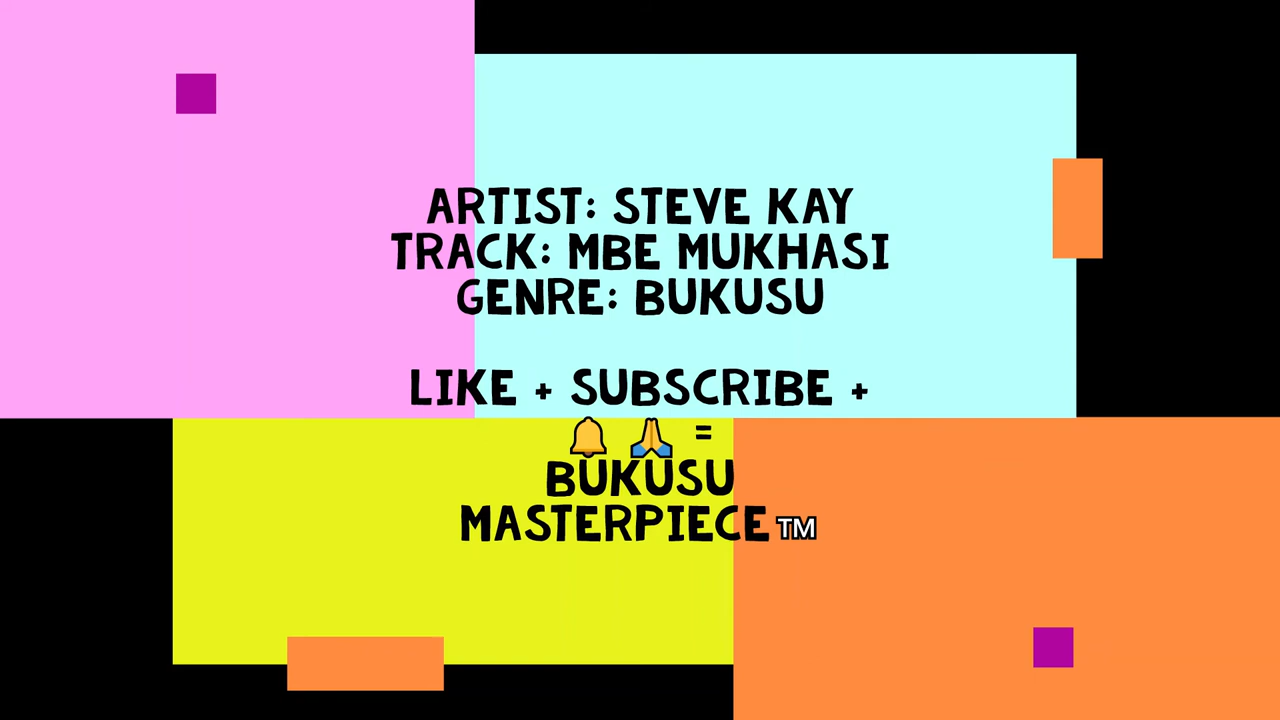 ARTIST: STEVE KAY
TRACK: MBE MUKHASI
GENRE: BUKUSU
LIKE + SUBSCRIBE +
🔔 🙏 =
BUKUSU
MASTERPIECE™